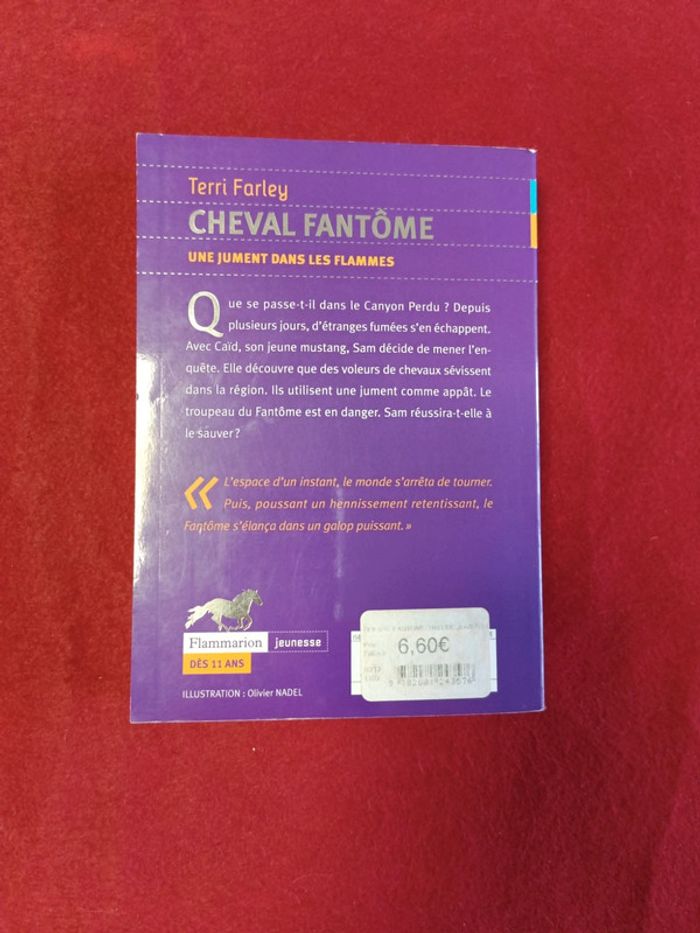 Terri Farley
CHEVAL FANTÔME
UNE JUMENT DANS LES FLAMMES
Que se passe-t-il dans le Canyon Perdu ? Depuis
plusieurs jours, d'étranges fumées s'en échappent.
Avec Caïd, son jeune mustang, Sam décide de mener l'en-
quête. Elle découvre que des voleurs de chevaux sévissent
dans la région. Ils utilisent une jument comme appât. Le
troupeau du Fantôme est en danger. Sam réussira-t-elle à
le sauver ?
« L'espace d'un instant, le monde s'arrêta de tourner.
Puis, poussant un hennissement retentissant, le
Fantôme s'élança dans un galop puissant. »
Flammarion jeunesse
DÈS 11 ANS
ILLUSTRATION : Olivier NADEL
6,60€